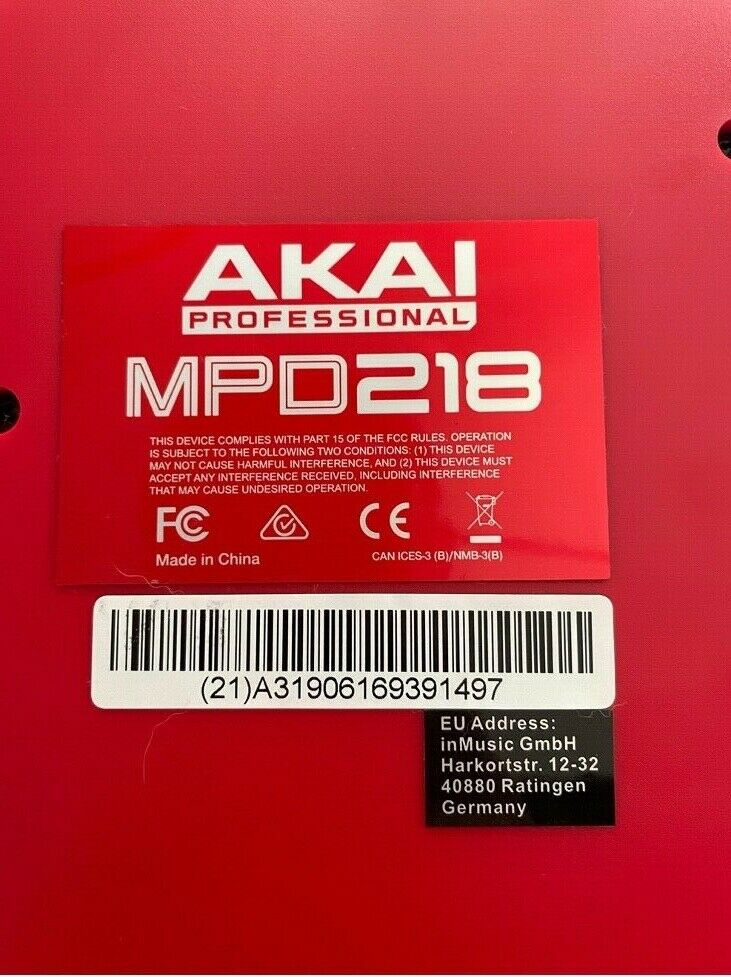 AKAI
PROFESSIONAL
MPD218
THIS DEVICE COMPLIES WITH PART 15 OF THE FCC RULES. OPERATION
IS SUBJECT TO THE FOLLOWING TWO CONDITIONS: (1) THIS DEVICE
MAY NOT CAUSE HARMFUL INTERFERENCE, AND (2) THIS DEVICE MUST
ACCEPT ANY INTERFERENCE RECEIVED, INCLUDING INTERFERENCE
THAT MAY CAUSE UNDESIRED OPERATION.
FC CE
Made in China CAN ICES-3 (B)/NMB-3(B)
(21)A31906169391497
EU Address:
inMusic GmbH
Harkortstr. 12-32
40880 Ratingen
Germany